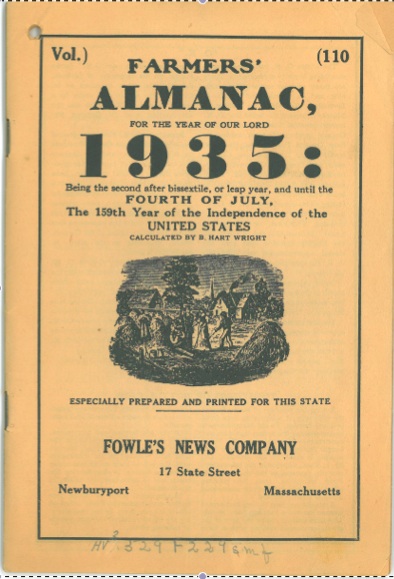 Vol.) (110
FARMERS'
ALMANAC,
FOR THE YEAR OF OUR LORD
1935:
Being the second after bissextile, or leap year, and until the
FOURTH OF JULY,
The 159th Year of the Independence of the
UNITED STATES
CALCULATED BY B. HART WRIGHT
ESPECIALLY PREPARED AND PRINTED FOR THIS STATE
FOWLE'S NEWS COMPANY
17 State Street
Newburyport Massachusetts